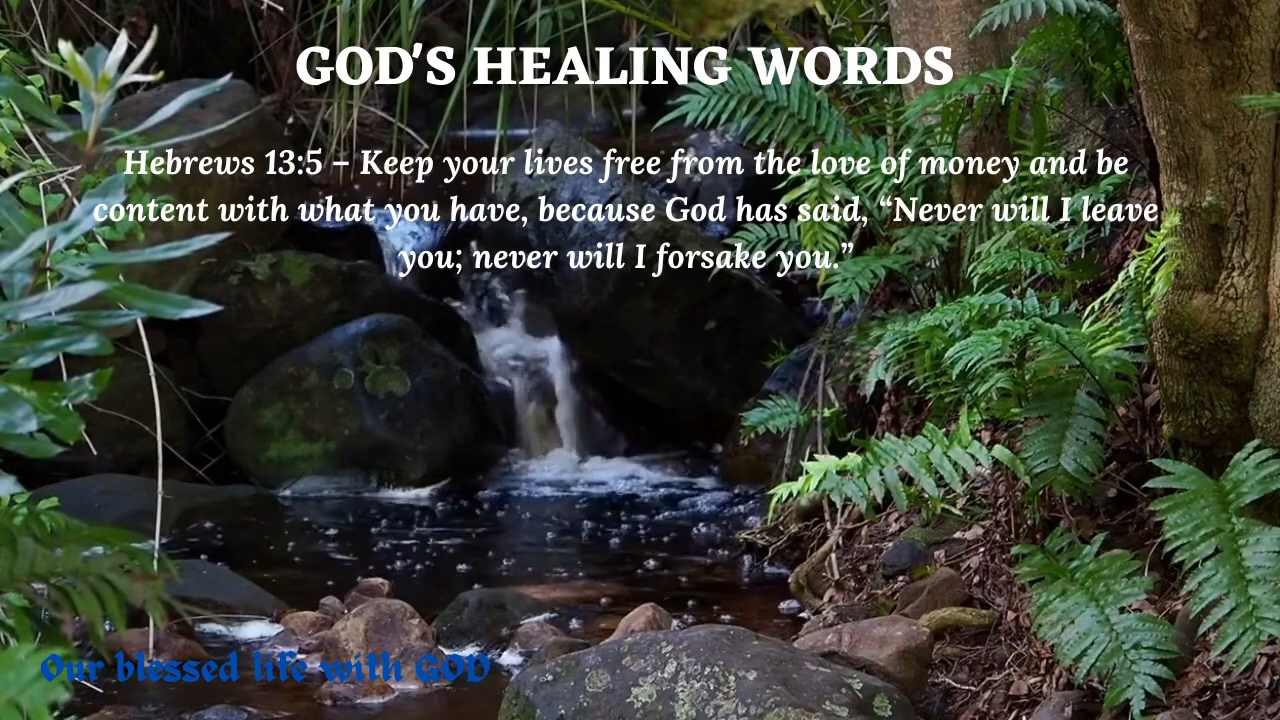 GOD'S HEALING WORDS
Hebrews 13:5 – Keep your lives free from the love of money and be
content with what you have, because God has said, “Never will I leave
you; never will I forsake you.”
Our blessed life with GOD